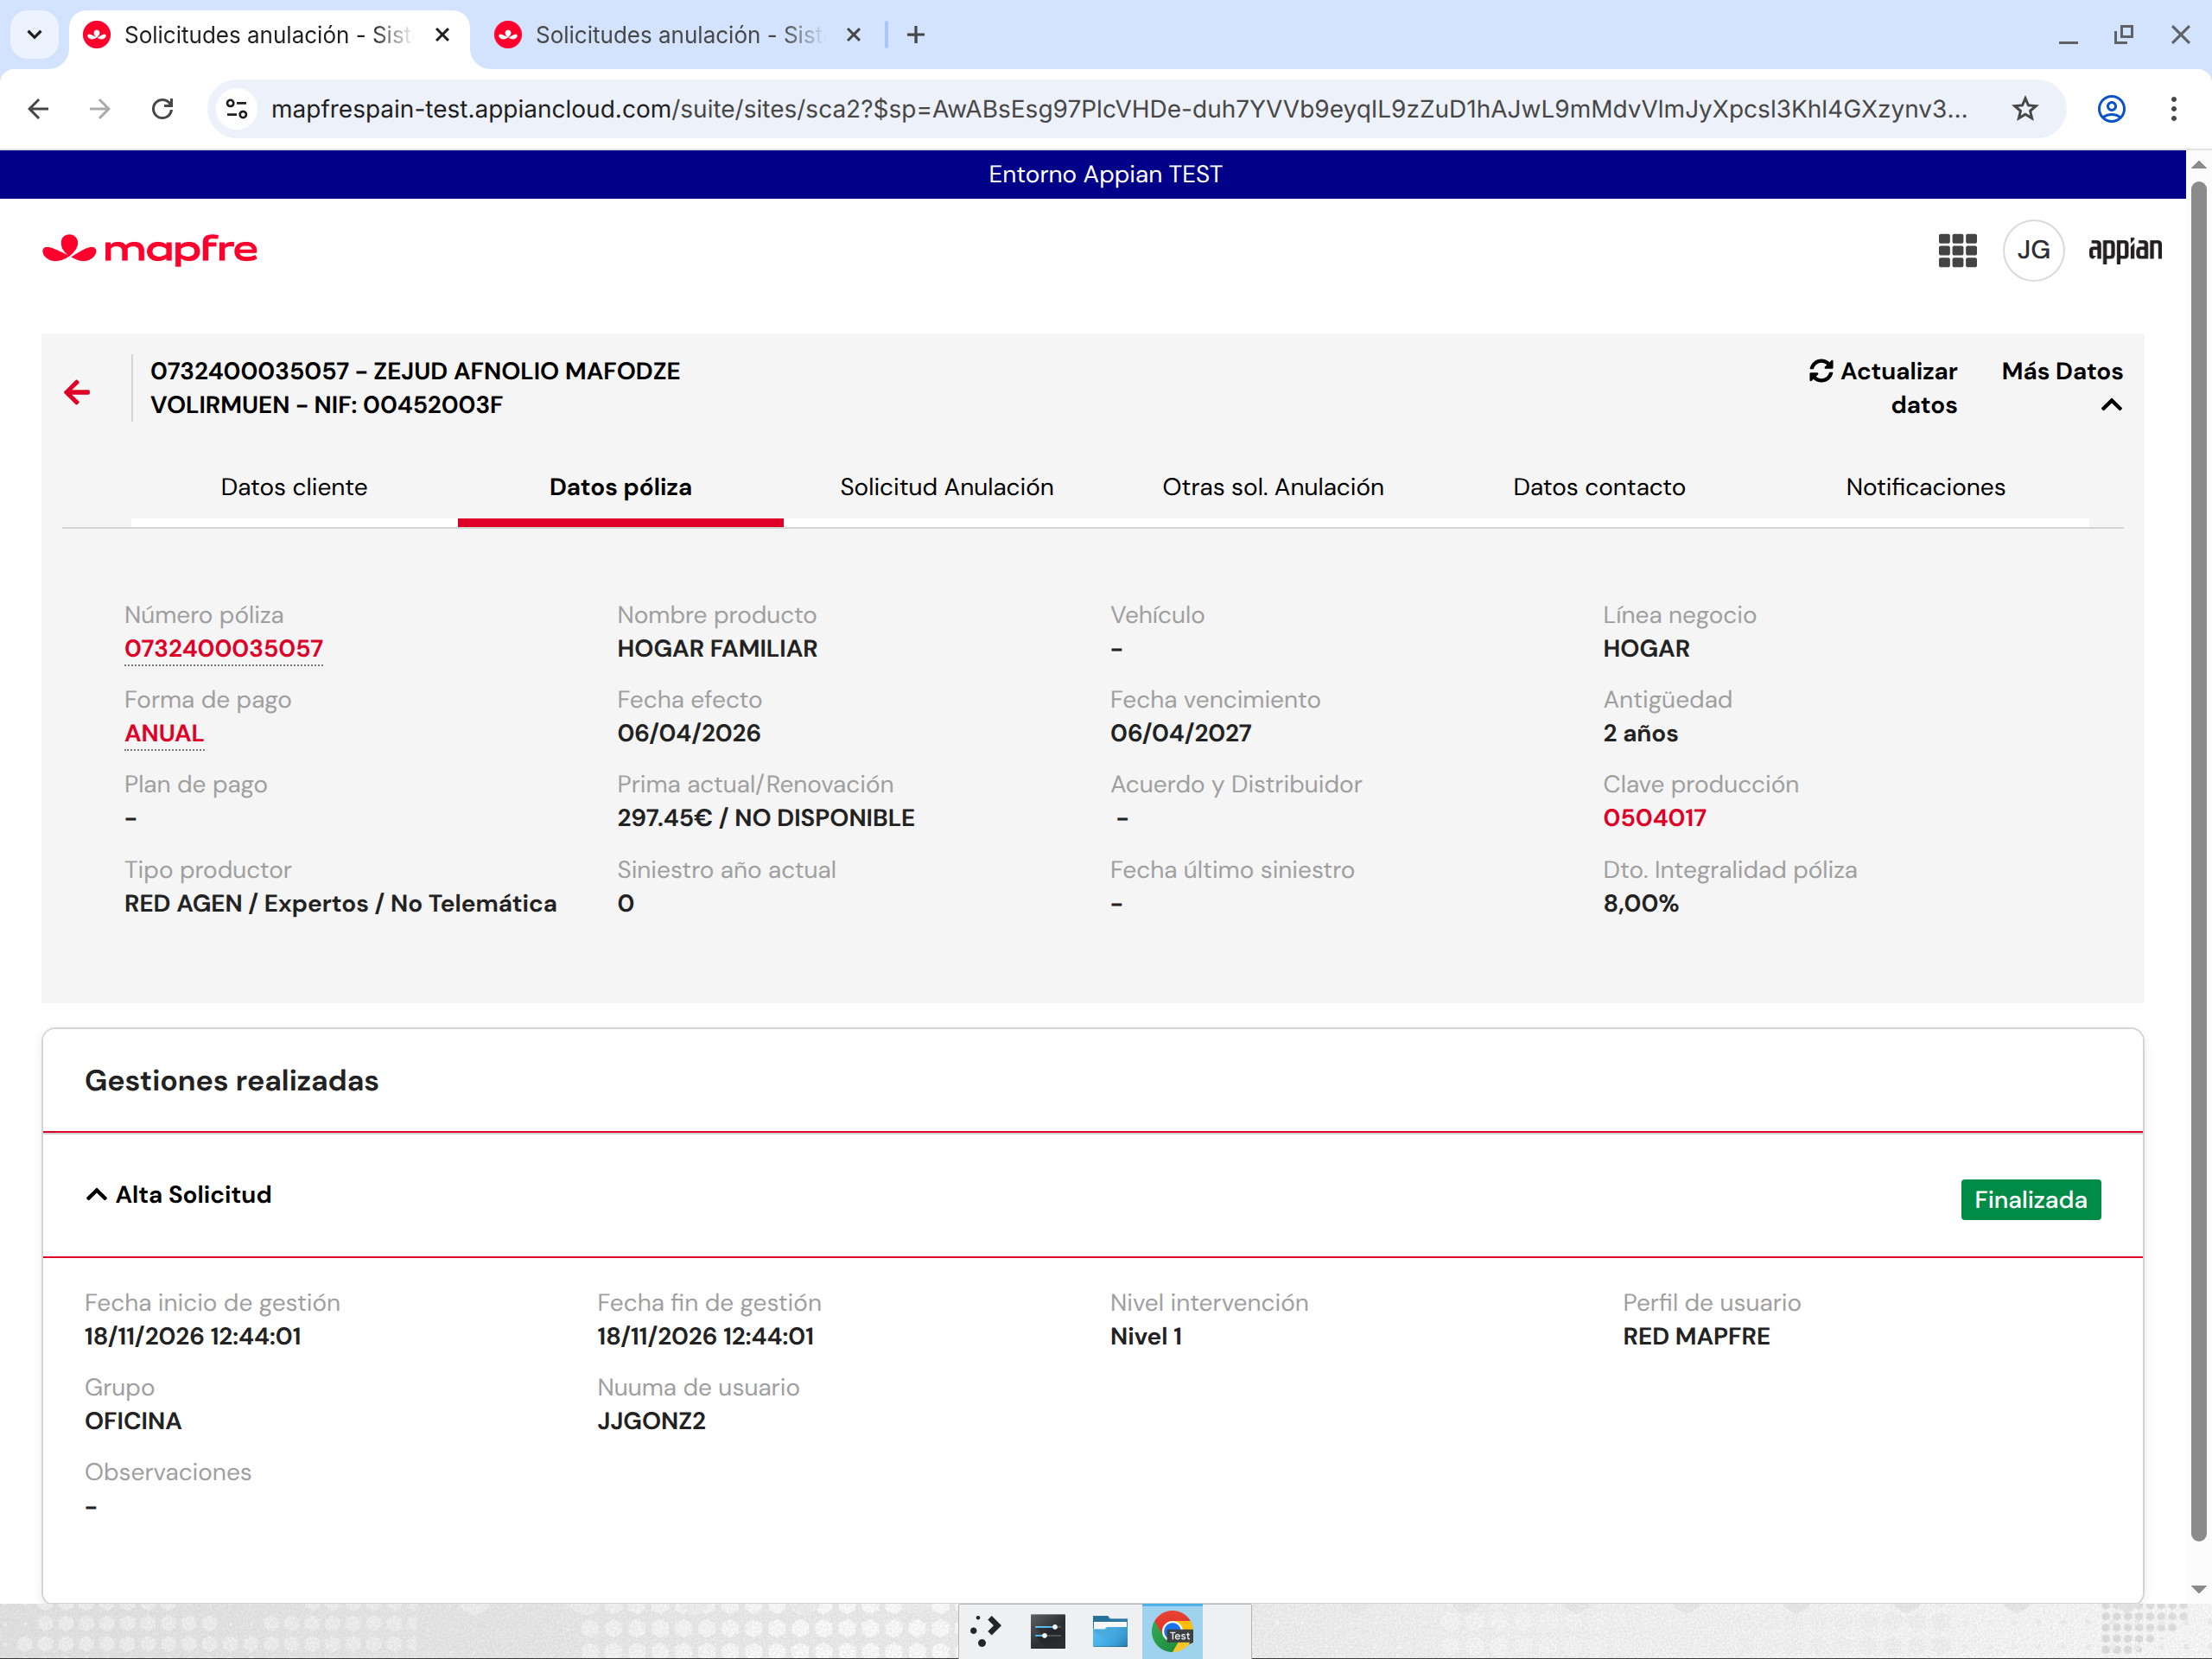 Solicitudes anulación - Sist
Solicitudes anulación - Sist
mapfrespain-test.appiancloud.com/suite/sites/sca2?$sp=AwABsEsg97PlcVHDe-duh7YVVb9eyqIL9zZuD1hAJwL9mMdvVlmJyXpcsI3KhI4GXzynv3...
Entorno Appian TEST
mapfre
JG
appian
0732400035057 - ZEJUD AFNOLIO MAFODZE
VOLIRMUEN - NIF: 00452003F
Actualizar
datos
Más Datos
Datos cliente
Datos póliza
Solicitud Anulación
Otras sol. Anulación
Datos contacto
Notificaciones
Número póliza
0732400035057
Nombre producto
HOGAR FAMILIAR
Vehículo
-
Línea negocio
HOGAR
Forma de pago
ANUAL
Fecha efecto
06/04/2026
Fecha vencimiento
06/04/2027
Antigüedad
2 años
Plan de pago
-
Prima actual/Renovación
297.45€ / NO DISPONIBLE
Acuerdo y Distribuidor
-
Clave producción
0504017
Tipo productor
RED AGEN / Expertos / No Telemática
Siniestro año actual
0
Fecha último siniestro
-
Dto. Integralidad póliza
8,00%
Gestiones realizadas
Alta Solicitud
Finalizada
Fecha inicio de gestión
18/11/2026 12:44:01
Fecha fin de gestión
18/11/2026 12:44:01
Nivel intervención
Nivel 1
Perfil de usuario
RED MAPFRE
Grupo
OFICINA
Nuuma de usuario
JJGONZ2
Observaciones
-
Test